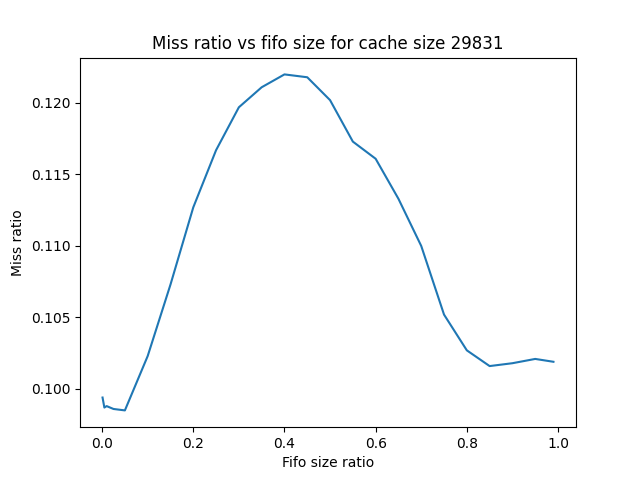 Miss ratio vs fifo size for cache size 29831
Miss ratio
0.120
0.115
0.110
0.105
0.100
0.0 0.2 0.4 0.6 0.8 1.0
Fifo size ratio